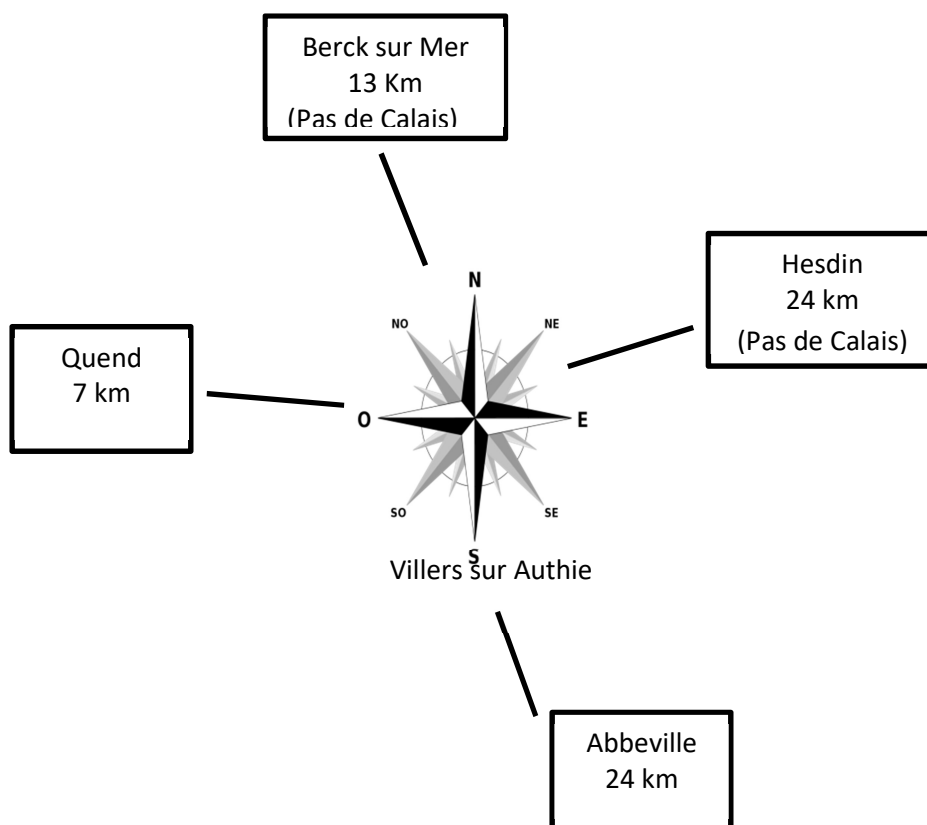 Berck sur Mer
13 Km
(Pas de Calais)
Hesdin
24 km
(Pas de Calais)
Quend
7 km
N
NO
NE
O
E
SO
SE
S
Villers sur Authie
Abbeville
24 km